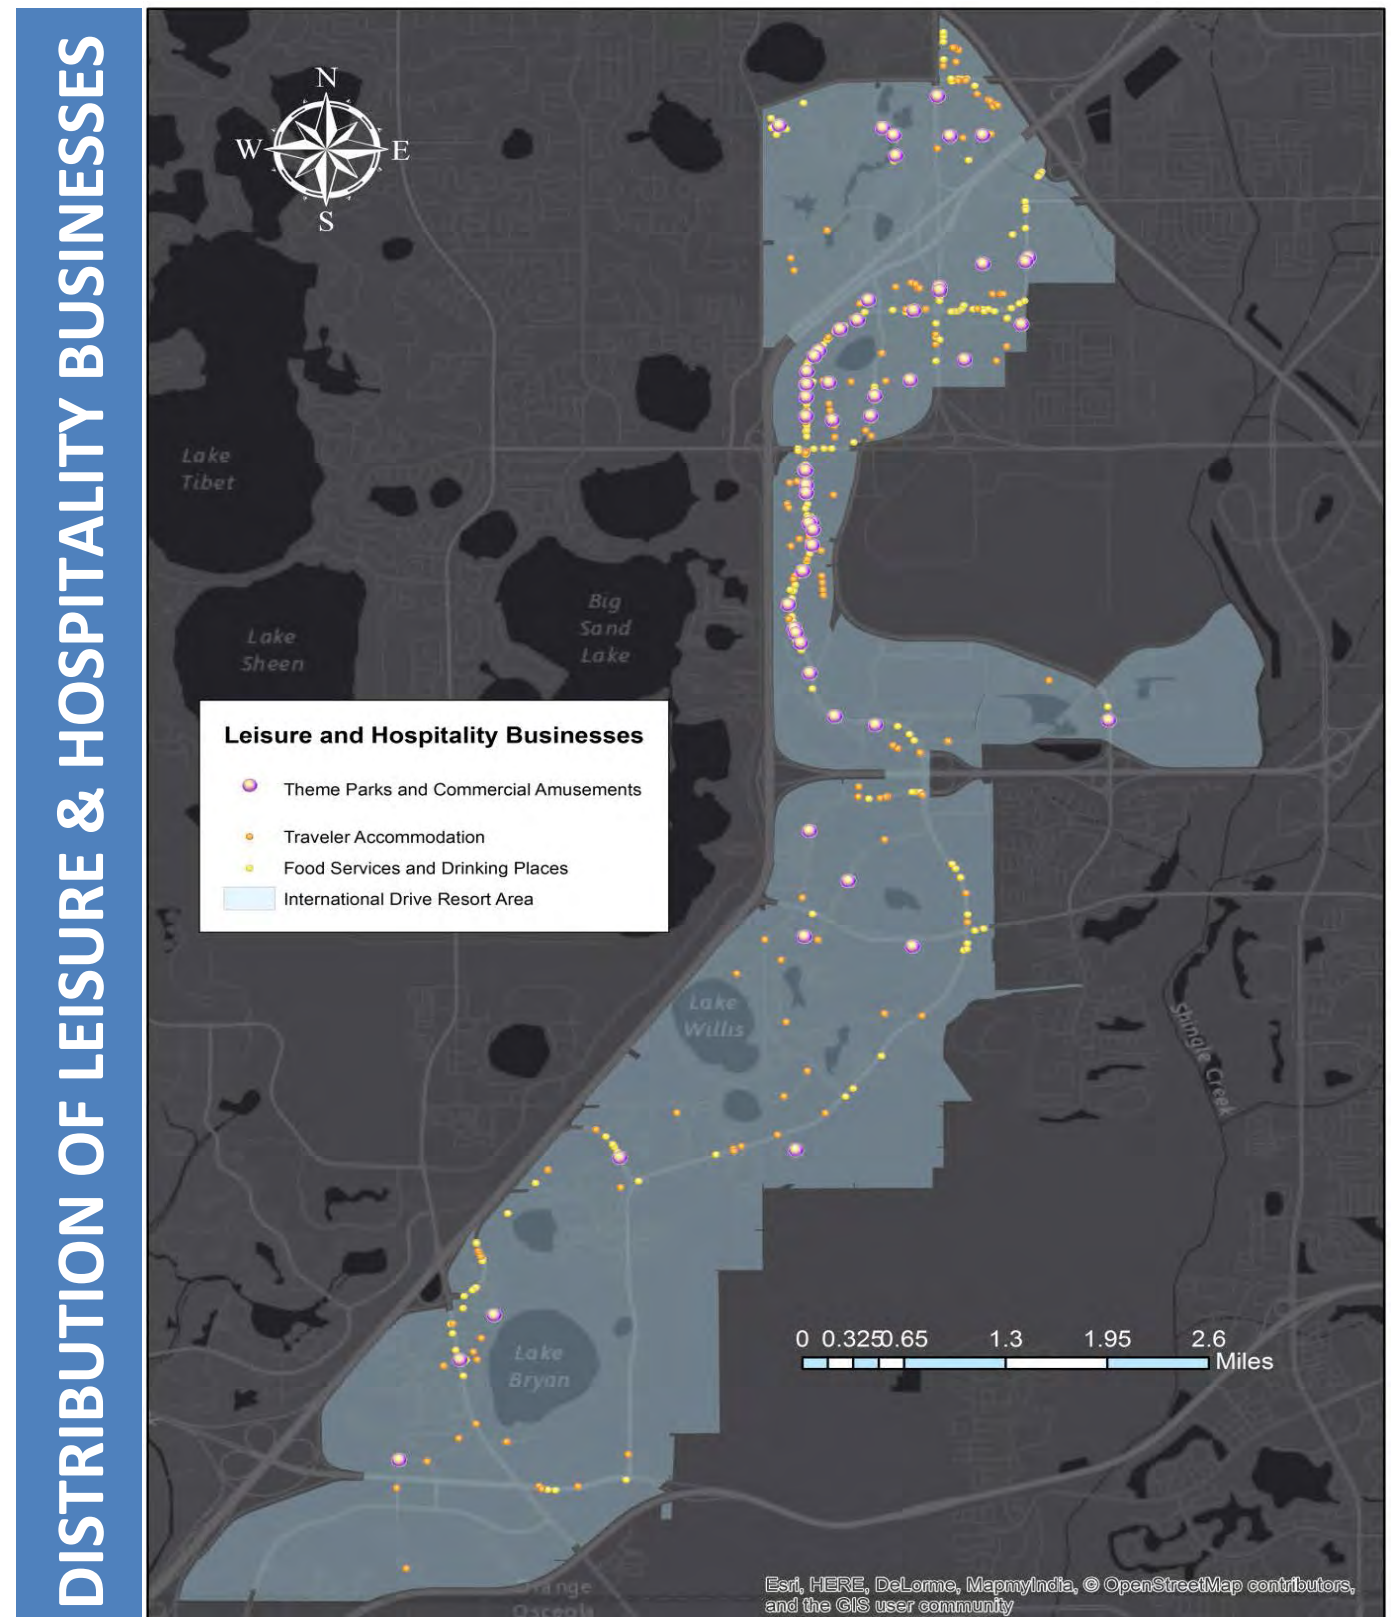 DISTRIBUTION OF LEISURE & HOSPITALITY BUSINESSES
N
W
E
S
Lake
Tibet
Big
Sand
Lake
Lake
Sheen
Leisure and Hospitality Businesses
Theme Parks and Commercial Amusements
Traveler Accommodation
Food Services and Drinking Places
International Drive Resort Area
Lake
Willis
Shingle Creek
Lake
Bryan
0 0.325 0.65 1.3 1.95 2.6
Miles
Esri, HERE, DeLorme, MapmyIndia, © OpenStreetMap contributors,
and the GIS user community